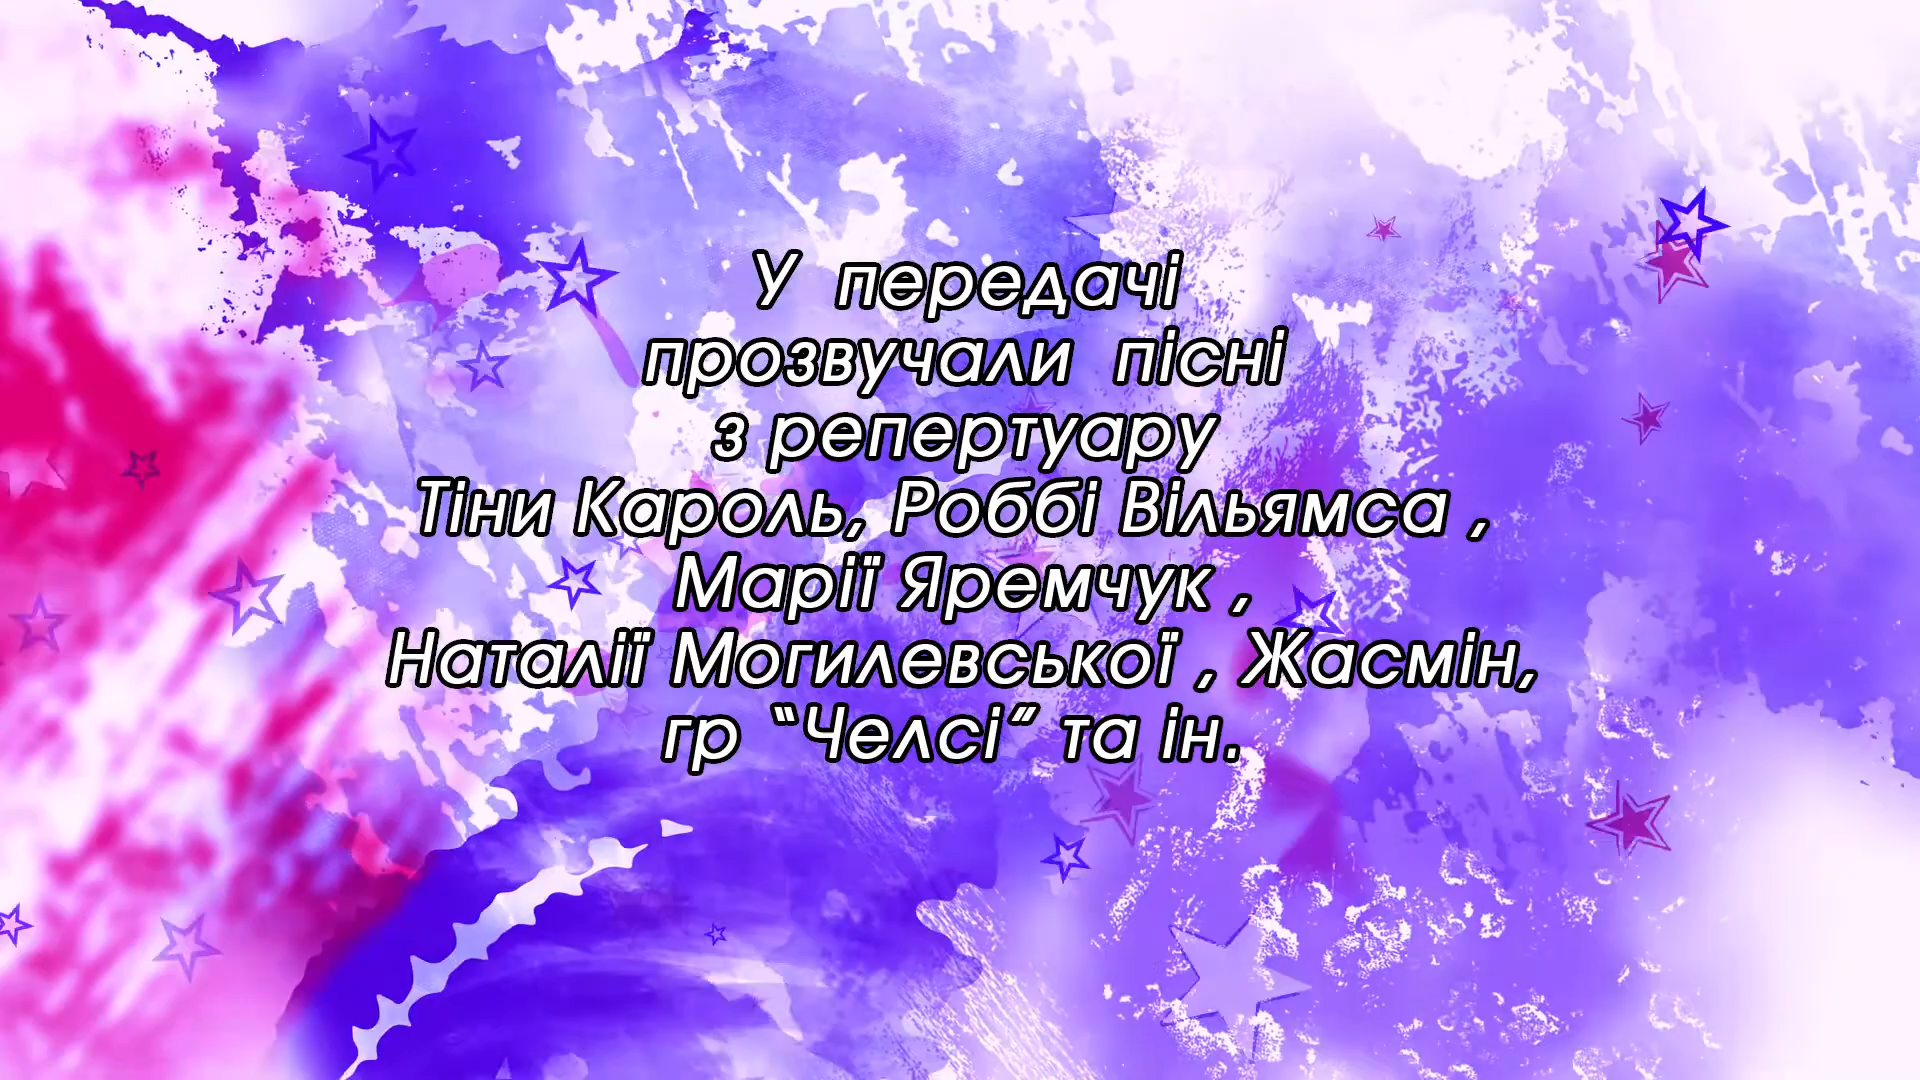 У передачі
прозвучали пісні
з репертуару
Тіни Кароль, Роббі Вільямса ,
Марії Яремчук ,
Наталії Могилевської , Жасмін,
гр “Челсі” та ін.